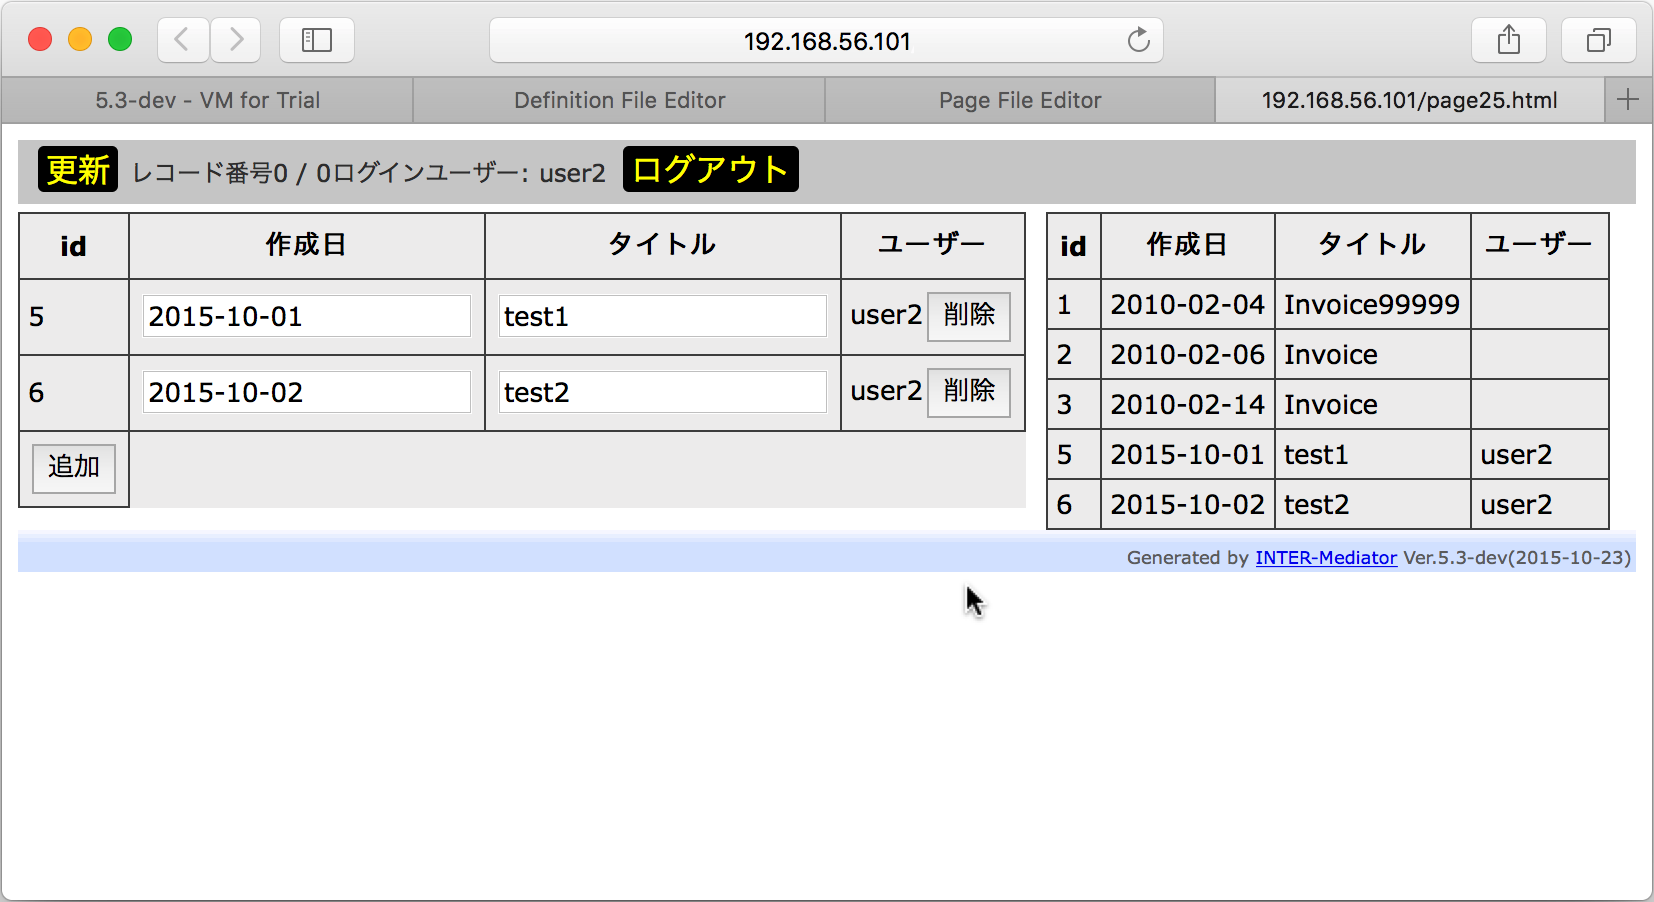 192.168.56.101
5.3-dev - VM for Trial Definition File Editor Page File Editor 192.168.56.101/page25.html
更新 レコード番号0 / 0ログインユーザー: user2 ログアウト
id 作成日 タイトル ユーザー
5 2015-10-01 test1 user2 削除
6 2015-10-02 test2 user2 削除
追加
id 作成日 タイトル ユーザー
1 2010-02-04 Invoice99999
2 2010-02-06 Invoice
3 2010-02-14 Invoice
5 2015-10-01 test1 user2
6 2015-10-02 test2 user2
Generated by INTER-Mediator Ver.5.3-dev(2015-10-23)